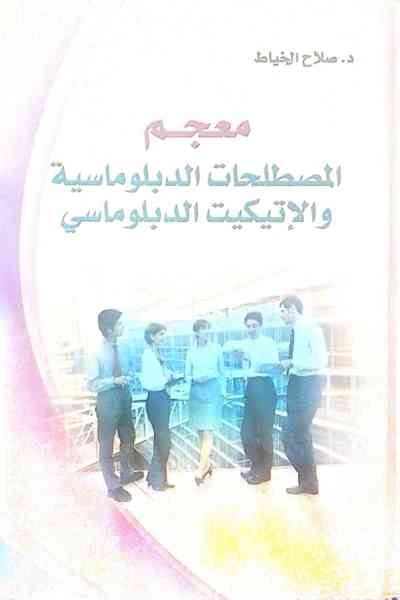 د. صلاح الخياط
معجم
المصطلحات الدبلوماسية
والإتيكيت الدبلوماسي